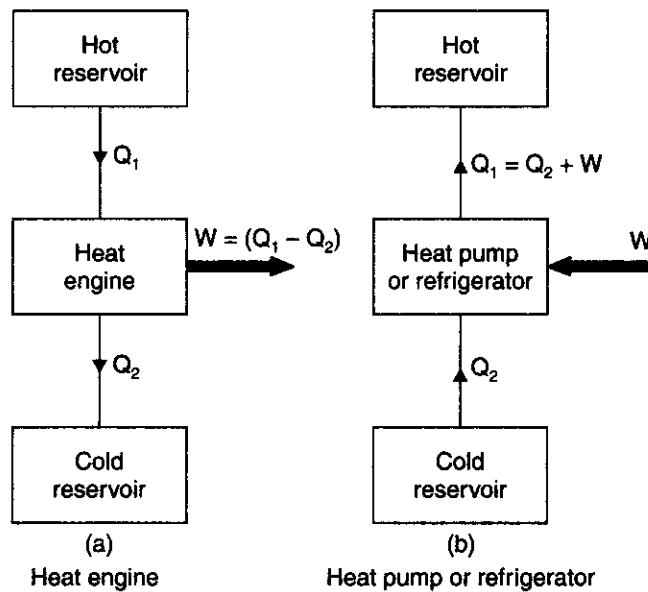 Hot
reservoir
Q₁
Heat
engine
W = (Q₁ – Q₂)
Q₂
Cold
reservoir
(a)
Heat engine
Hot
reservoir
Q₁ = Q₂ + W
Heat pump
or refrigerator
W
Q₂
Cold
reservoir
(b)
Heat pump or refrigerator